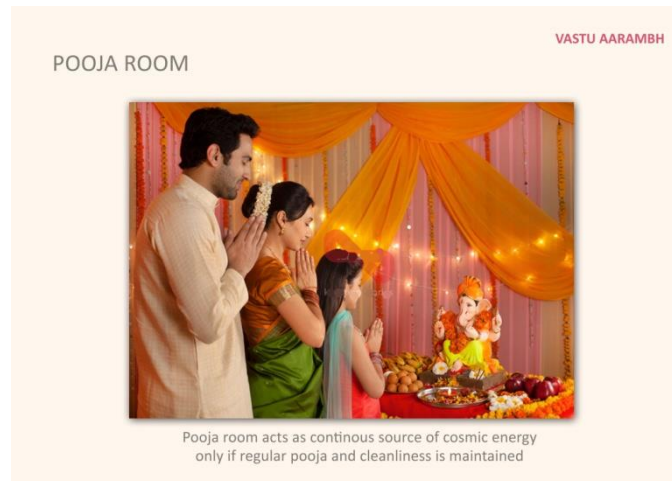 VASTU AARAMBH
POOJA ROOM
Pooja room acts as continous source of cosmic energy
only if regular pooja and cleanliness is maintained